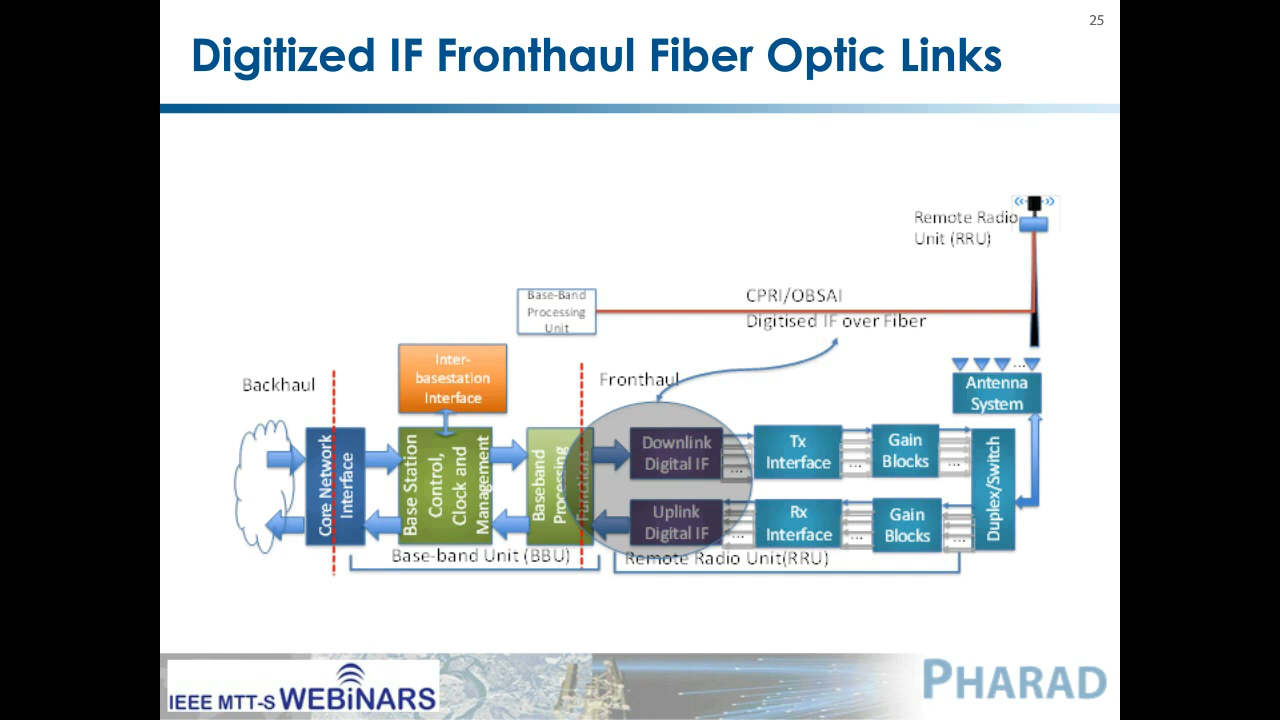 25
Digitized IF Fronthaul Fiber Optic Links
Remote Radio
Unit (RRU)
CPRI/OBSAI
Digitised IF over Fiber
Base-Band
Processing
Unit
Inter-
basestation
Interface
Backhaul
Fronthaul
Antenna
System
...
Core Network
Interface
Base Station
Control,
Clock and
Management
Baseband
Processing
Functions
Downlink
Digital IF
...
Tx
Interface
...
Gain
Blocks
...
Duplex/Switch
Uplink
Digital IF
...
Rx
Interface
...
Gain
Blocks
...
Base-band Unit (BBU)
Remote Radio Unit(RRU)
IEEE MTT-S WEBiNARS
PHARAD